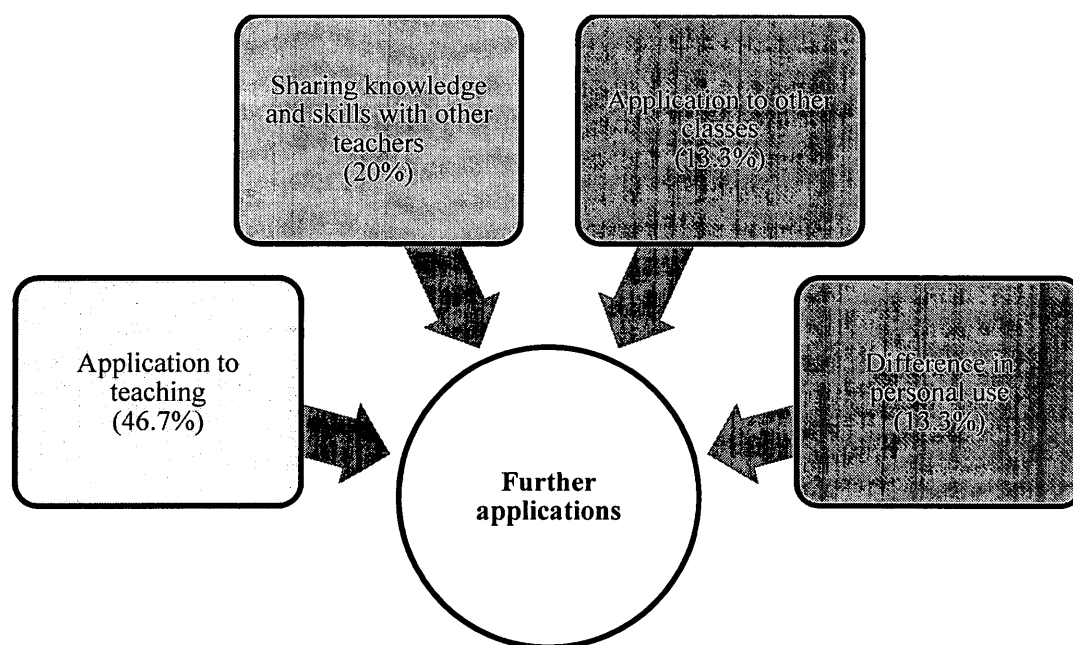 Sharing knowledge
and skills with other
teachers
(20%)
Application to other
classes
(13.3%)
Application to
teaching
(46.7%)
Difference in
personal use
(13.3%)
Further
applications